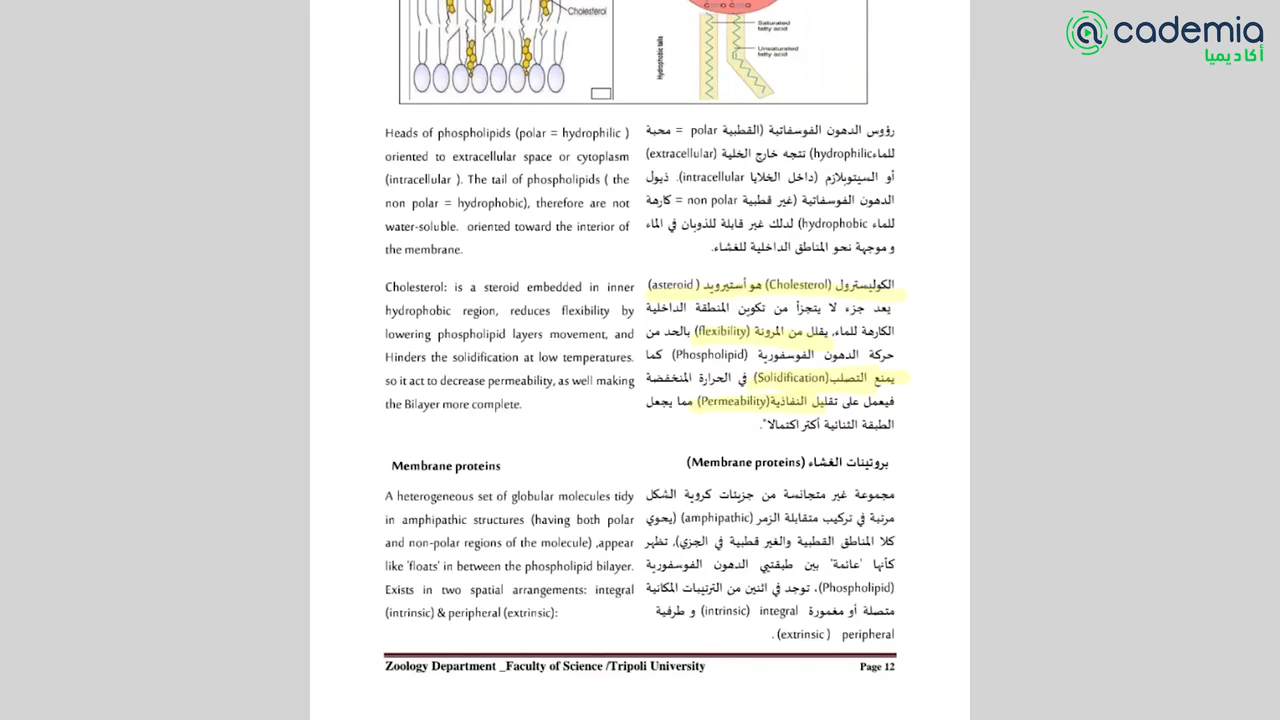 @cademia
أكاديميا
Cholesterol
Hydrophobic tails
Saturated
fatty acid
Unsaturated
fatty acid
Heads of phospholipids (polar = hydrophilic )
oriented to extracellular space or cytoplasm
(intracellular ). The tail of phospholipids ( the
non polar = hydrophobic), therefore are not
water-soluble. oriented toward the interior of
the membrane.
رؤوس الدهون الفوسفاتية (القطبية polar = محبة
للماءhydrophilic) تتجه خارج الخلية (extracellular)
أو السيتوبلازم (داخل الخلايا intracellular). ذيول
الدهون الفوسفاتية (غير قطبية non polar = كارهة
للماء hydrophobic) لدلك غير قابلة للذوبان في الماء
و موجهة نحو المناطق الداخلية للغشاء.
Cholesterol: is a steroid embedded in inner
hydrophobic region, reduces flexibility by
lowering phospholipid layers movement, and
Hinders the solidification at low temperatures.
so it act to decrease permeability, as well making
the Bilayer more complete.
الكوليسترول (Cholesterol) هو أستيرويد ( asteroid)
يعد جزء لا يتجزأ من تكوين المنطقة الداخلية
الكارهة للماء, يقلل من المرونة (flexibility) بالحد من
حركة الدهون الفوسفورية (Phospholipid) كما
يمنع التصلب(Solidification) في الحرارة المنخفضة
فيعمل على تقليل النفاذية(Permeability) مما يجعل
الطبقة الثنائية أكثر اكتمالا".
Membrane proteins
بروتينات الغشاء (Membrane proteins)
A heterogeneous set of globular molecules tidy
in amphipathic structures (having both polar
and non-polar regions of the molecule) ,appear
like 'floats' in between the phospholipid bilayer.
Exists in two spatial arrangements: integral
(intrinsic) & peripheral (extrinsic):
مجموعة غير متجانسة من جزيئات كروية الشكل
مرتبة في تركيب متقابلة الزمر (amphipathic) (يحوي
كلا المناطق القطبية والغير قطبية في الجزي), تظهر
كأنها 'عائمة' بين طبقتيي الدهون الفوسفورية
(Phospholipid). توجد في اثنين من الترتيبات المكانية
متصلة أو مغمورة integral (intrinsic) و طرفية
peripheral ( extrinsic) .
Zoology Department _Faculty of Science /Tripoli University
Page 12